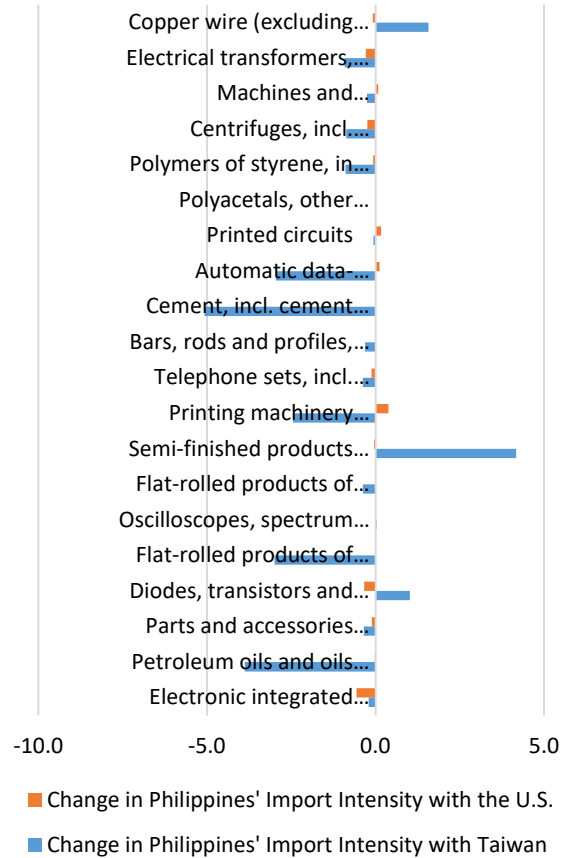 Copper wire (excluding...
Electrical transformers,...
Machines and...
Centrifuges, incl....
Polymers of styrene, in...
Polyacetals, other...
Printed circuits
Automatic data-...
Cement, incl. cement...
Bars, rods and profiles,...
Telephone sets, incl....
Printing machinery...
Semi-finished products...
Flat-rolled products of...
Oscilloscopes, spectrum...
Flat-rolled products of...
Diodes, transistors and...
Parts and accessories...
Petroleum oils and oils...
Electronic integrated...
-10.0 -5.0 0.0 5.0
Change in Philippines' Import Intensity with the U.S.
Change in Philippines' Import Intensity with Taiwan